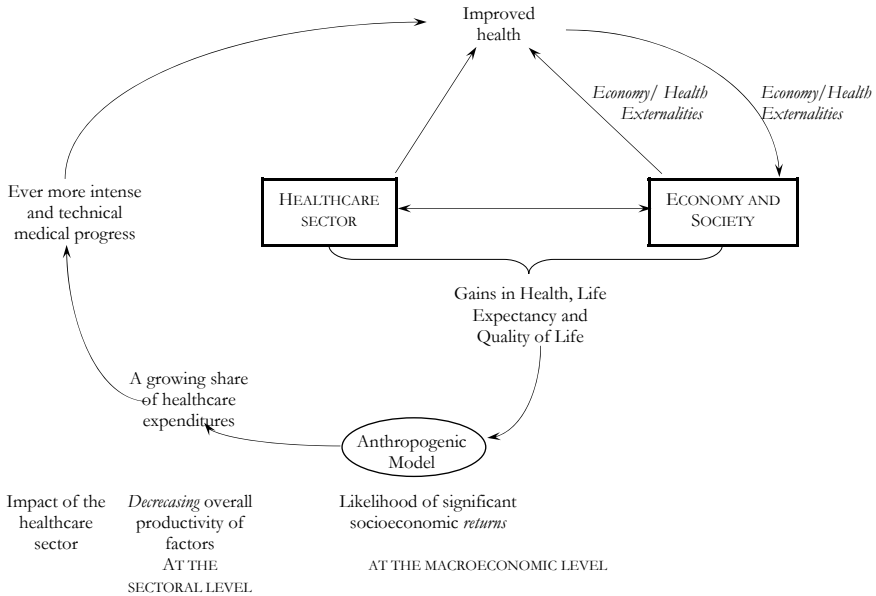 Improved
health
Economy/ Health
Externalities
Economy/Health
Externalities
Ever more intense
and technical
medical progress
HEALTHCARE
SECTOR
ECONOMY AND
SOCIETY
Gains in Health, Life
Expectancy and
Quality of Life
A growing share
of healthcare
expenditures
Anthropogenic
Model
Impact of the
healthcare
sector
Decrecasing overall
productivity of
factors
AT THE
SECTORAL LEVEL
Likelihood of significant
socioeconomic returns
AT THE MACROECONOMIC LEVEL